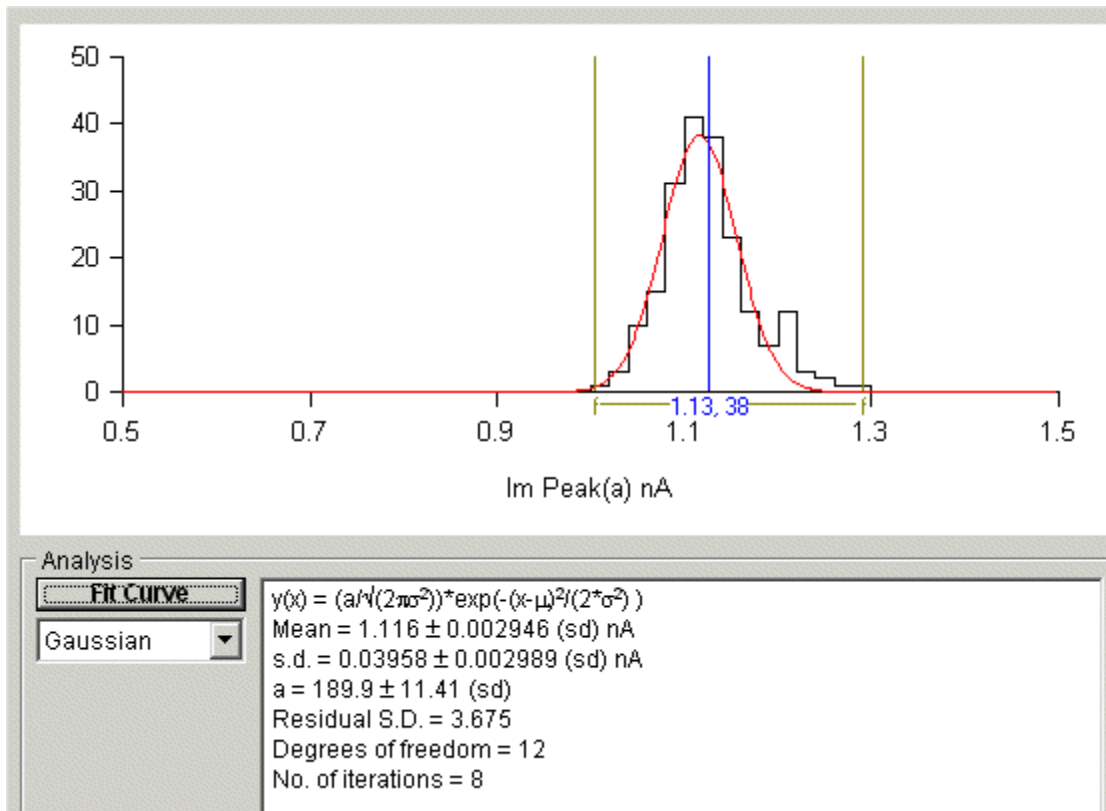 50
40
30
20
10
0
1.13, 38
0.5 0.7 0.9 1.1 1.3 1.5
Im Peak(a) nA
Analysis
Fit Curve
Gaussian
y(x) = (a/√(2πσ²))*exp(-(x-μ)²/(2*σ²) )
Mean = 1.116 ± 0.002946 (sd) nA
s.d. = 0.03958 ± 0.002989 (sd) nA
a = 189.9 ± 11.41 (sd)
Residual S.D. = 3.675
Degrees of freedom = 12
No. of iterations = 8